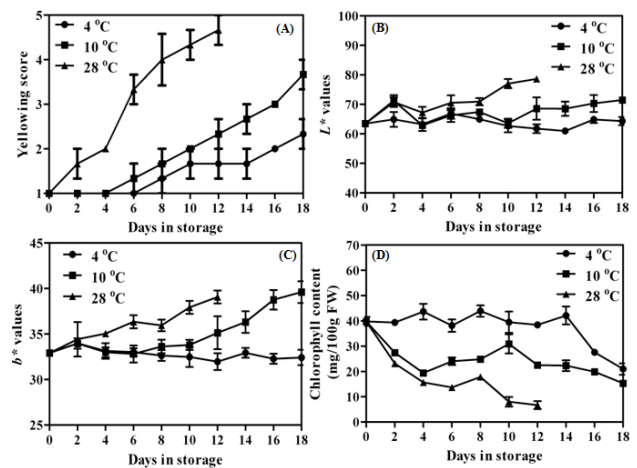 (A)
4 °C
10 °C
28 °C
Yellowing score
5
4
3
2
1
0 2 4 6 8 10 12 14 16 18
Days in storage
(B)
4 °C
10 °C
28 °C
L* values
100
90
80
70
60
50
40
0 2 4 6 8 10 12 14 16 18
Days in storage
(C)
4 °C
10 °C
28 °C
b* values
45
40
35
30
25
0 2 4 6 8 10 12 14 16 18
Days in storage
(D)
4 °C
10 °C
28 °C
Chlorophyll content
(mg/100g FW)
70
60
50
40
30
20
10
0
0 2 4 6 8 10 12 14 16 18
Days in storage